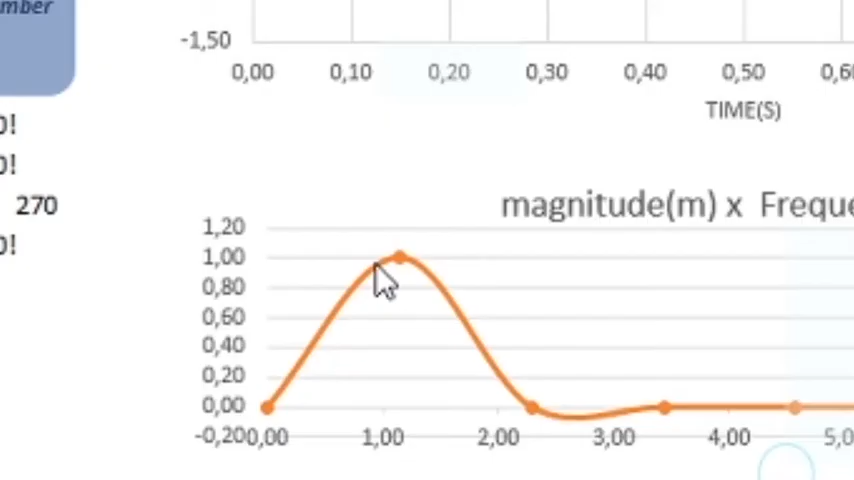 mber
-1,50
0,00 0,10 0,20 0,30 0,40 0,50 0,6
TIME(S)
0!
0!
270
0!
magnitude(m) x Freque
1,20
1,00
0,80
0,60
0,40
0,20
0,00
-0,20
0,00 1,00 2,00 3,00 4,00 5,0